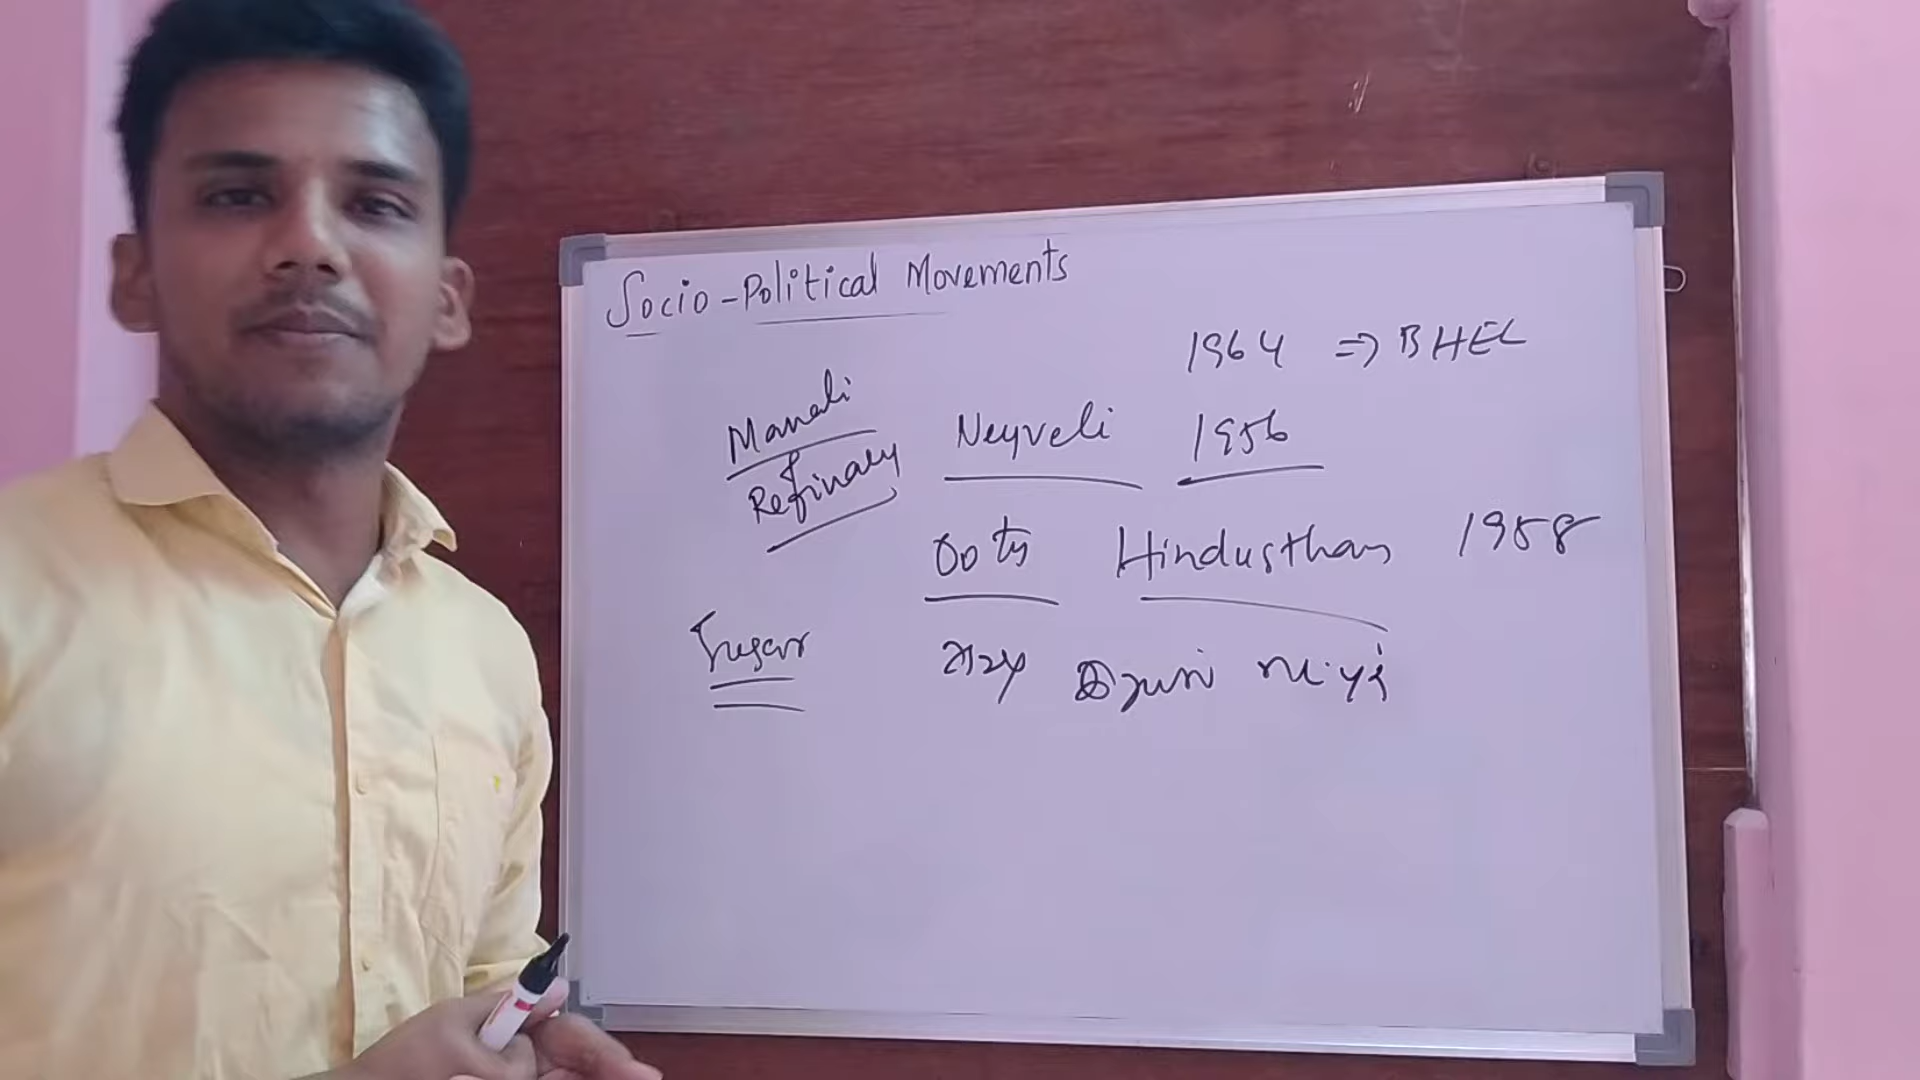 Socio-Political Movements
1964 => BHEL
Manali
Refinary
Neyveli 1956
Ooty Hindusthan 1958
Sugar